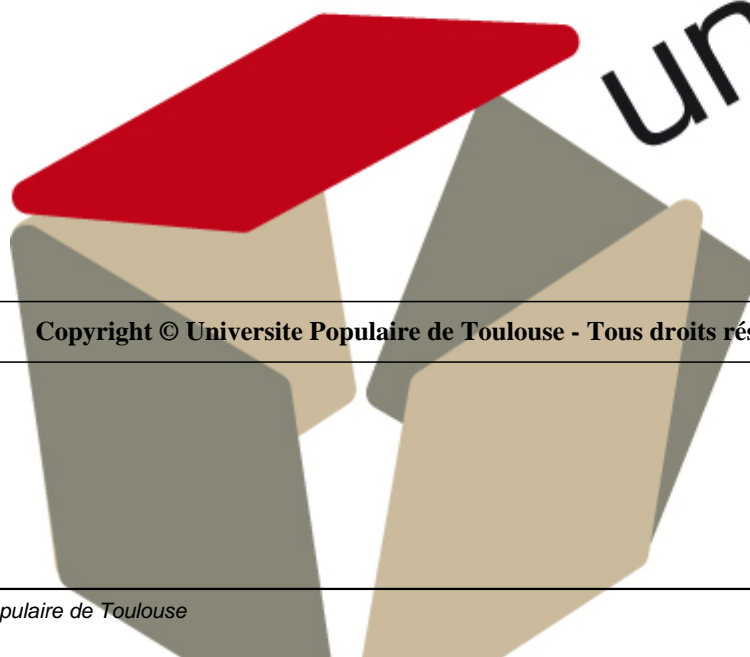 un
Copyright © Universite Populaire de Toulouse - Tous droits rés
pulaire de Toulouse